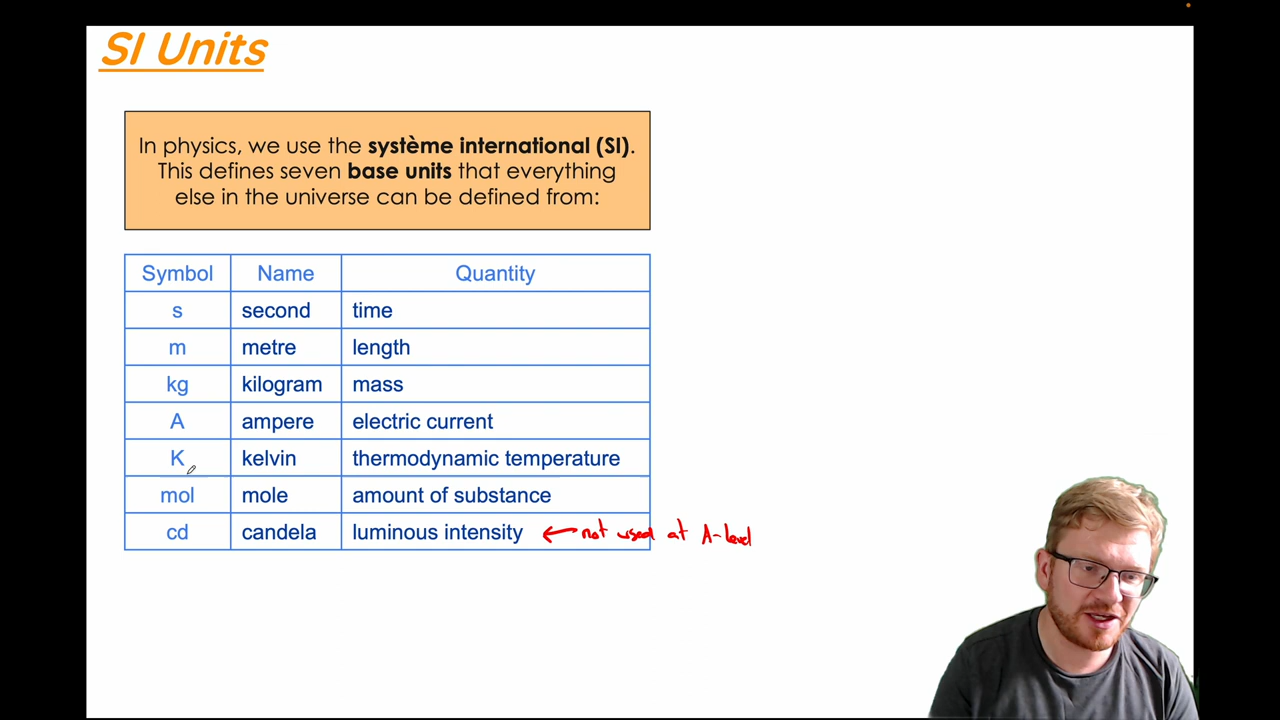 SI Units
In physics, we use the système international (SI).
This defines seven base units that everything
else in the universe can be defined from:
Symbol Name Quantity
s second time
m metre length
kg kilogram mass
A ampere electric current
K kelvin thermodynamic temperature
mol mole amount of substance
cd candela luminous intensity ← not used at A-level